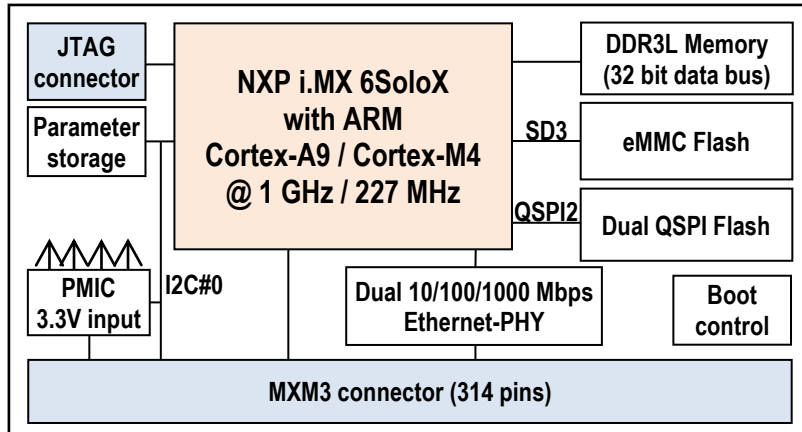 JTAG
connector
NXP i.MX 6SoloX
with ARM
Cortex-A9 / Cortex-M4
@ 1 GHz / 227 MHz
DDR3L Memory
(32 bit data bus)
Parameter
storage
SD3
eMMC Flash
QSPI2
Dual QSPI Flash
PMIC
3.3V input
I2C#0
Dual 10/100/1000 Mbps
Ethernet-PHY
Boot
control
MXM3 connector (314 pins)